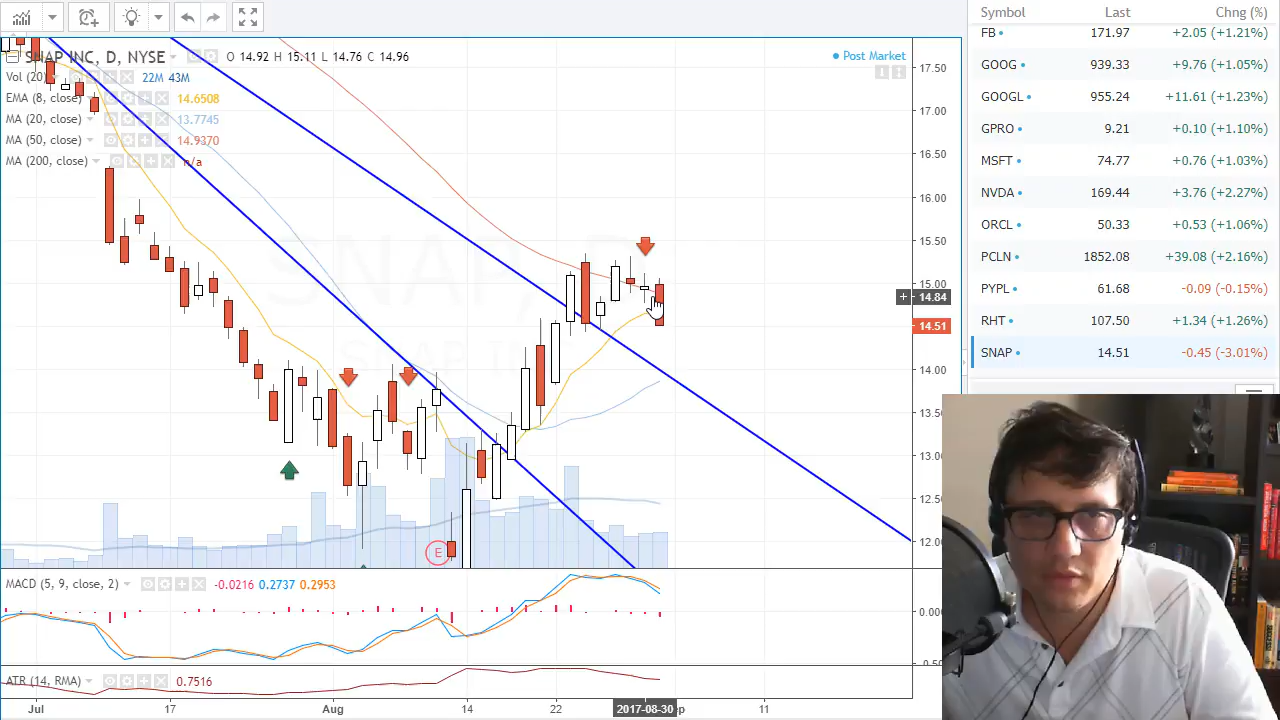 SNAP INC, D, NYSE O 14.92 H 15.11 L 14.76 C 14.96
Post Market
Vol (20) 22M 43M
EMA (8, close) 14.6508
MA (20, close) 13.7745
MA (50, close) 14.9370
MA (200, close) n/a
SNAP, D
SNAP INC
17.50
17.00
16.50
16.00
15.50
15.00
+ 14.84
14.51
14.00
13.50
13.00
12.50
12.00
E
MACD (5, 9, close, 2) -0.0216 0.2737 0.2953
0.000
-0.50
ATR (14, RMA) 0.7516
Jul 17 Aug 14 22 2017-08-30 11
Symbol Last Chng (%)
FB 171.97 +2.05 (+1.21%)
GOOG 939.33 +9.76 (+1.05%)
GOOGL 955.24 +11.61 (+1.23%)
GPRO 9.21 +0.10 (+1.10%)
MSFT 74.77 +0.76 (+1.03%)
NVDA 169.44 +3.76 (+2.27%)
ORCL 50.33 +0.53 (+1.06%)
PCLN 1852.08 +39.08 (+2.16%)
PYPL 61.68 -0.09 (-0.15%)
RHT 107.50 +1.34 (+1.26%)
SNAP 14.51 -0.45 (-3.01%)